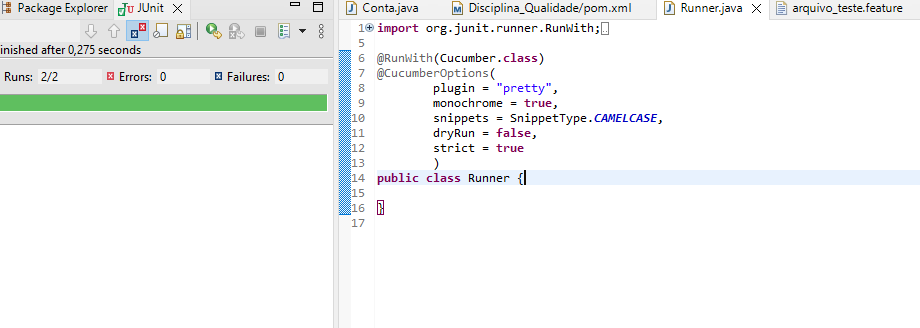 Package Explorer JUnit
inished after 0,275 seconds
Runs: 2/2 Errors: 0 Failures: 0
Conta.java Disciplina_Qualidade/pom.xml Runner.java arquivo_teste.feature
1 import org.junit.runner.RunWith;
5
6 @RunWith(Cucumber.class)
7 @CucumberOptions(
8 plugin = "pretty",
9 monochrome = true,
10 snippets = SnippetType.CAMELCASE,
11 dryRun = false,
12 strict = true
13 )
14 public class Runner {
15
16 }
17